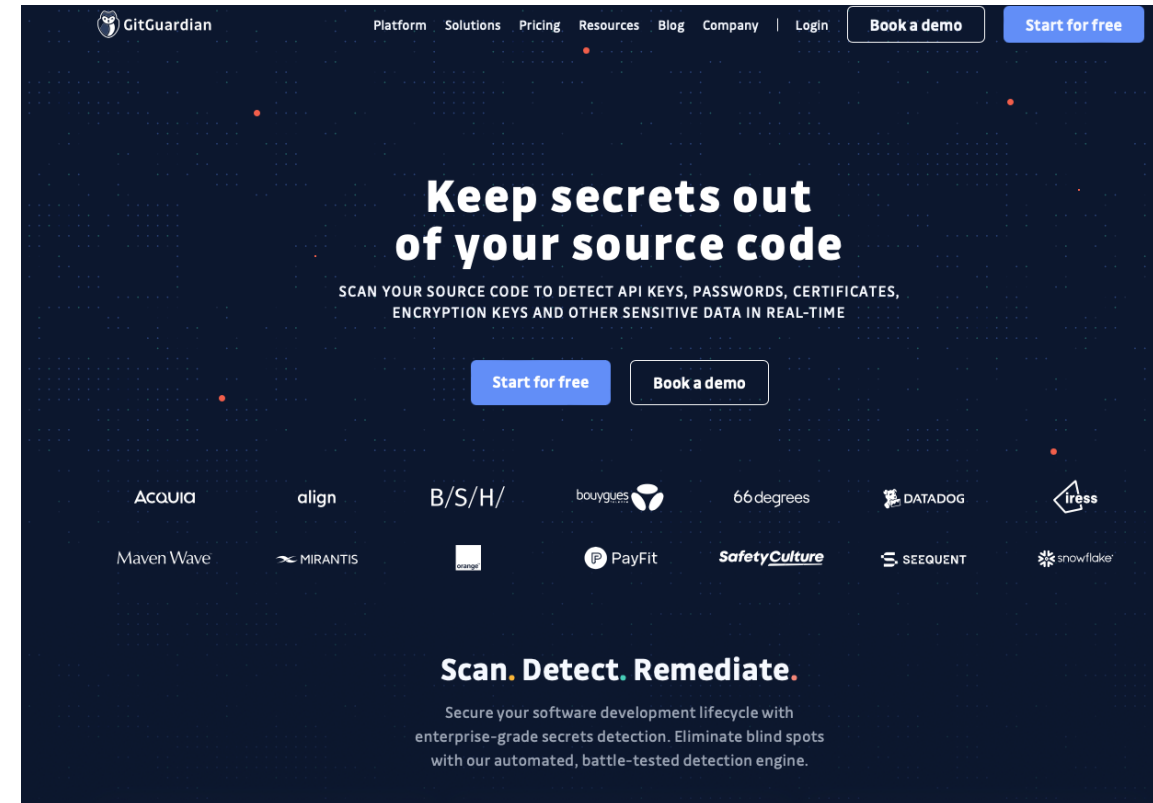 GitGuardian Platform Solutions Pricing Resources Blog Company | Login Book a demo Start for free
Keep secrets out
of your source code
SCAN YOUR SOURCE CODE TO DETECT API KEYS, PASSWORDS, CERTIFICATES,
ENCRYPTION KEYS AND OTHER SENSITIVE DATA IN REAL-TIME
Start for free Book a demo
ACQUIA align B/S/H/ bouygues 66degrees DATADOG iress
Maven Wave MIRANTIS orange PayFit SafetyCulture SEEQUENT snowflake
Scan. Detect. Remediate.
Secure your software development lifecycle with
enterprise-grade secrets detection. Eliminate blind spots
with our automated, battle-tested detection engine.